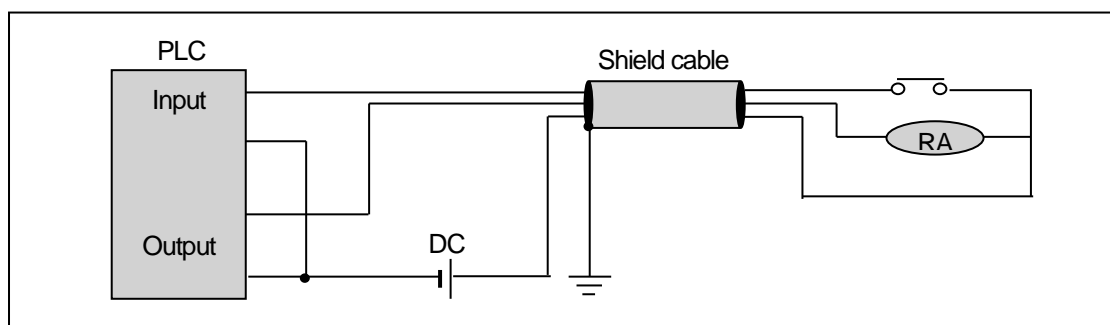 PLC
Shield cable
Input
RA
Output
DC